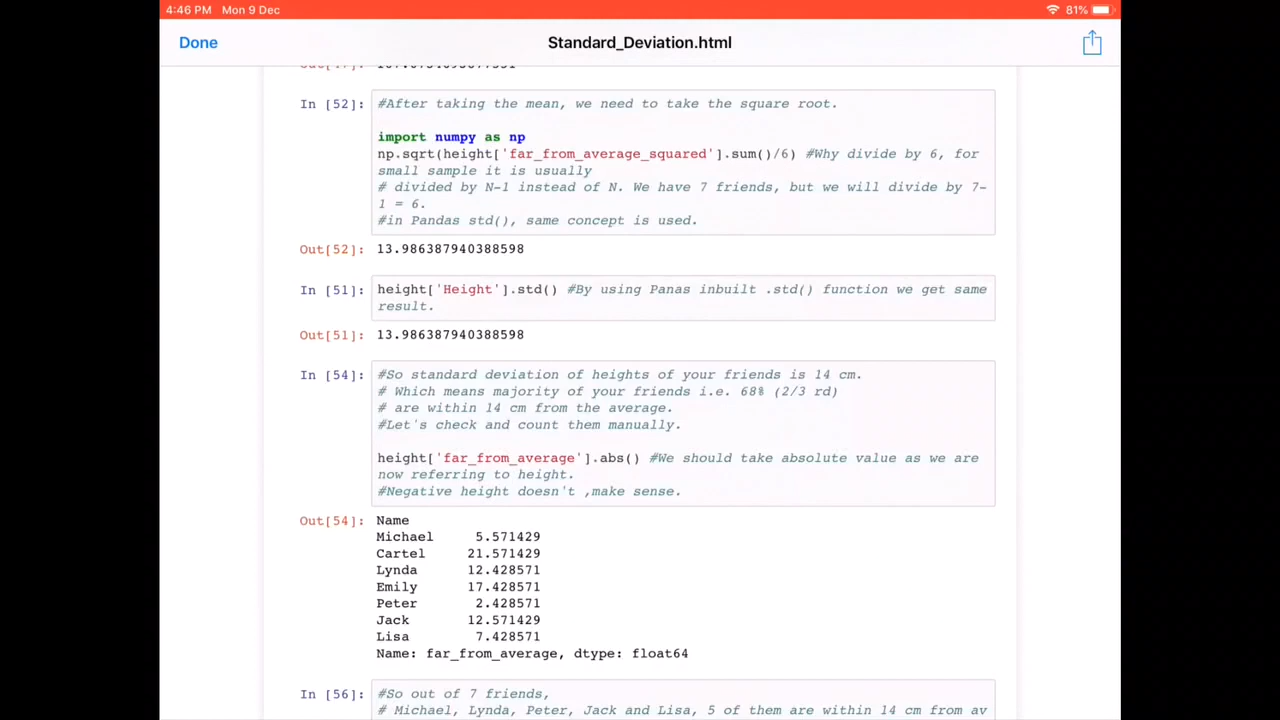 4:46 PM Mon 9 Dec 81%
Done Standard_Deviation.html
In [52]: #After taking the mean, we need to take the square root.
import numpy as np
np.sqrt(height['far_from_average_squared'].sum()/6) #Why divide by 6, for
small sample it is usually
# divided by N-1 instead of N. We have 7 friends, but we will divide by 7-
1 = 6.
#in Pandas std(), same concept is used.
Out[52]: 13.986387940388598
In [51]: height['Height'].std() #By using Panas inbuilt .std() function we get same
result.
Out[51]: 13.986387940388598
In [54]: #So standard deviation of heights of your friends is 14 cm.
# Which means majority of your friends i.e. 68% (2/3 rd)
# are within 14 cm from the average.
#Let's check and count them manually.
height['far_from_average'].abs() #We should take absolute value as we are
now referring to height.
#Negative height doesn't ,make sense.
Out[54]: Name
Michael 5.571429
Cartel 21.571429
Lynda 12.428571
Emily 17.428571
Peter 2.428571
Jack 12.571429
Lisa 7.428571
Name: far_from_average, dtype: float64
In [56]: #So out of 7 friends,
# Michael, Lynda, Peter, Jack and Lisa, 5 of them are within 14 cm from av